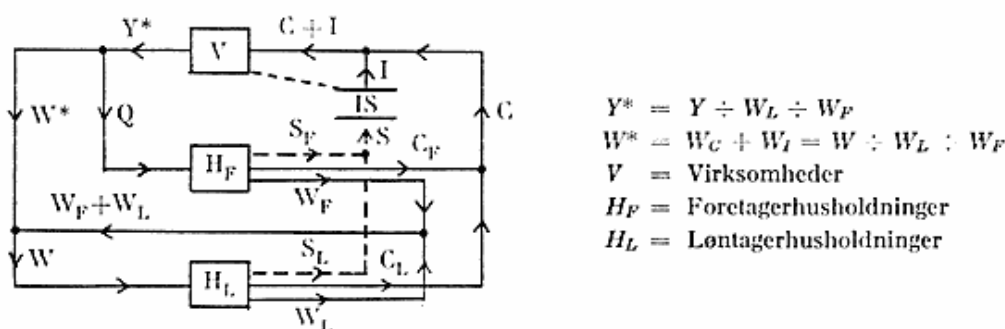 Y*
V
C + I
I
IS
S
W*
Q
C
S_F
C_F
H_F
W_F
W_F + W_L
W
S_L
C_L
H_L
W_L
Y* = Y ÷ W_L ÷ W_F
W* = W_C + W_I = W ÷ W_L ÷ W_F
V = Virksomheder
H_F = Foretagerhusholdninger
H_L = Løntagerhusholdninger